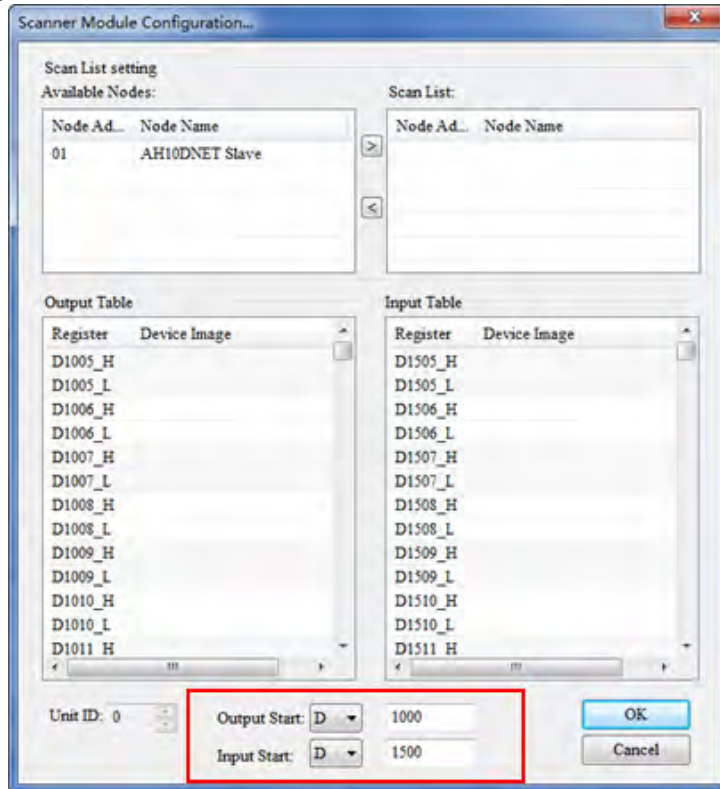 Scanner Module Configuration...
Scan List setting
Available Nodes:
Scan List:
Node Ad... Node Name
Node Ad... Node Name
01 AH10DNET Slave
>
<
Output Table
Input Table
Register Device Image
Register Device Image
D1005_H
D1505_H
D1005_L
D1505_L
D1006_H
D1506_H
D1006_L
D1506_L
D1007_H
D1507_H
D1007_L
D1507_L
D1008_H
D1508_H
D1008_L
D1508_L
D1009_H
D1509_H
D1009_L
D1509_L
D1010_H
D1510_H
D1010_L
D1510_L
D1011_H
D1511_H
Unit ID: 0
Output Start: D 1000
OK
Input Start: D 1500
Cancel